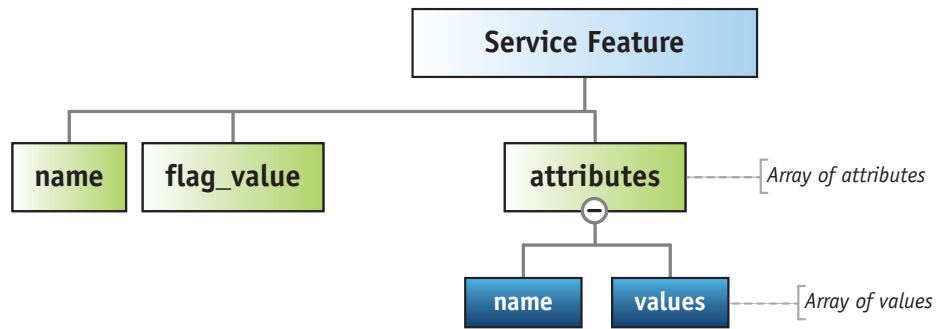 Service Feature
name
flag_value
attributes
Array of attributes
name
values
Array of values